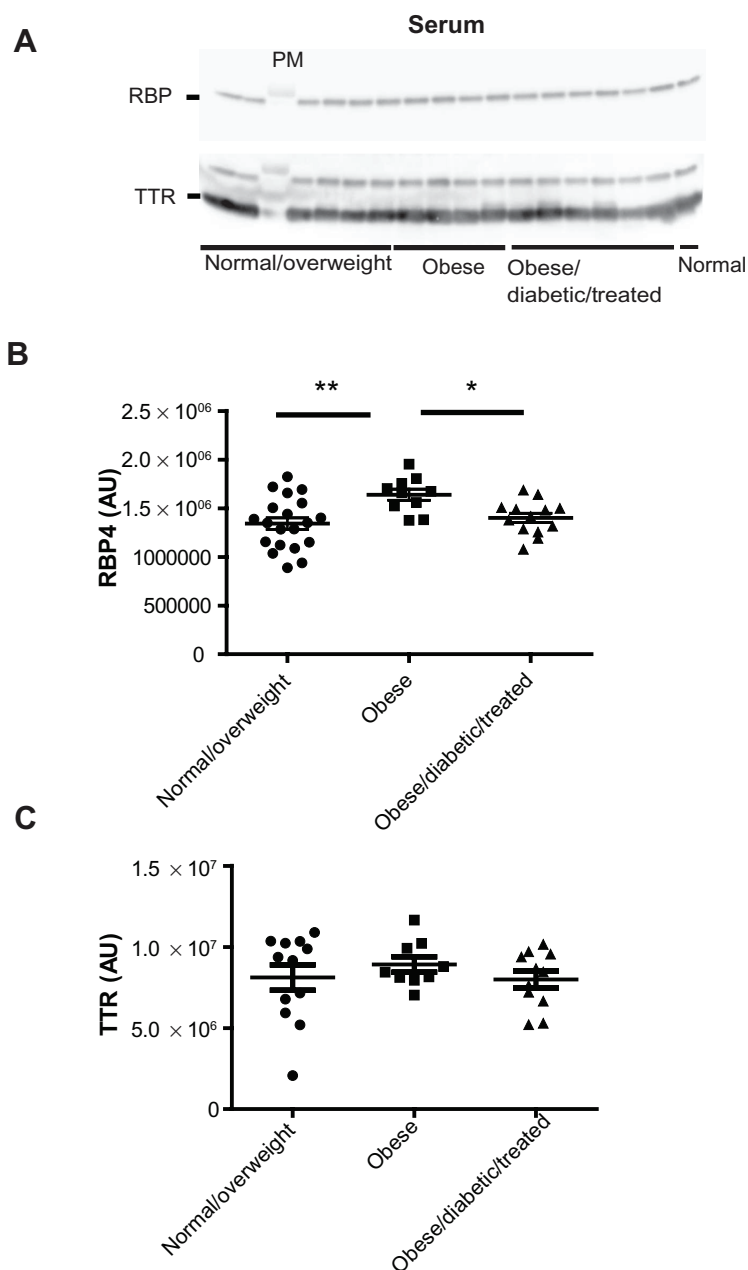 A
Serum
PM
RBP
TTR
Normal/overweight
Obese
Obese/
diabetic/treated
Normal
B
**
*
2.5 × 10⁰⁶
2.0 × 10⁰⁶
1.5 × 10⁰⁶
1000000
500000
0
RBP4 (AU)
Normal/overweight
Obese
Obese/diabetic/treated
C
1.5 × 10⁷
1.0 × 10⁷
5.0 × 10⁶
0
TTR (AU)
Normal/overweight
Obese
Obese/diabetic/treated